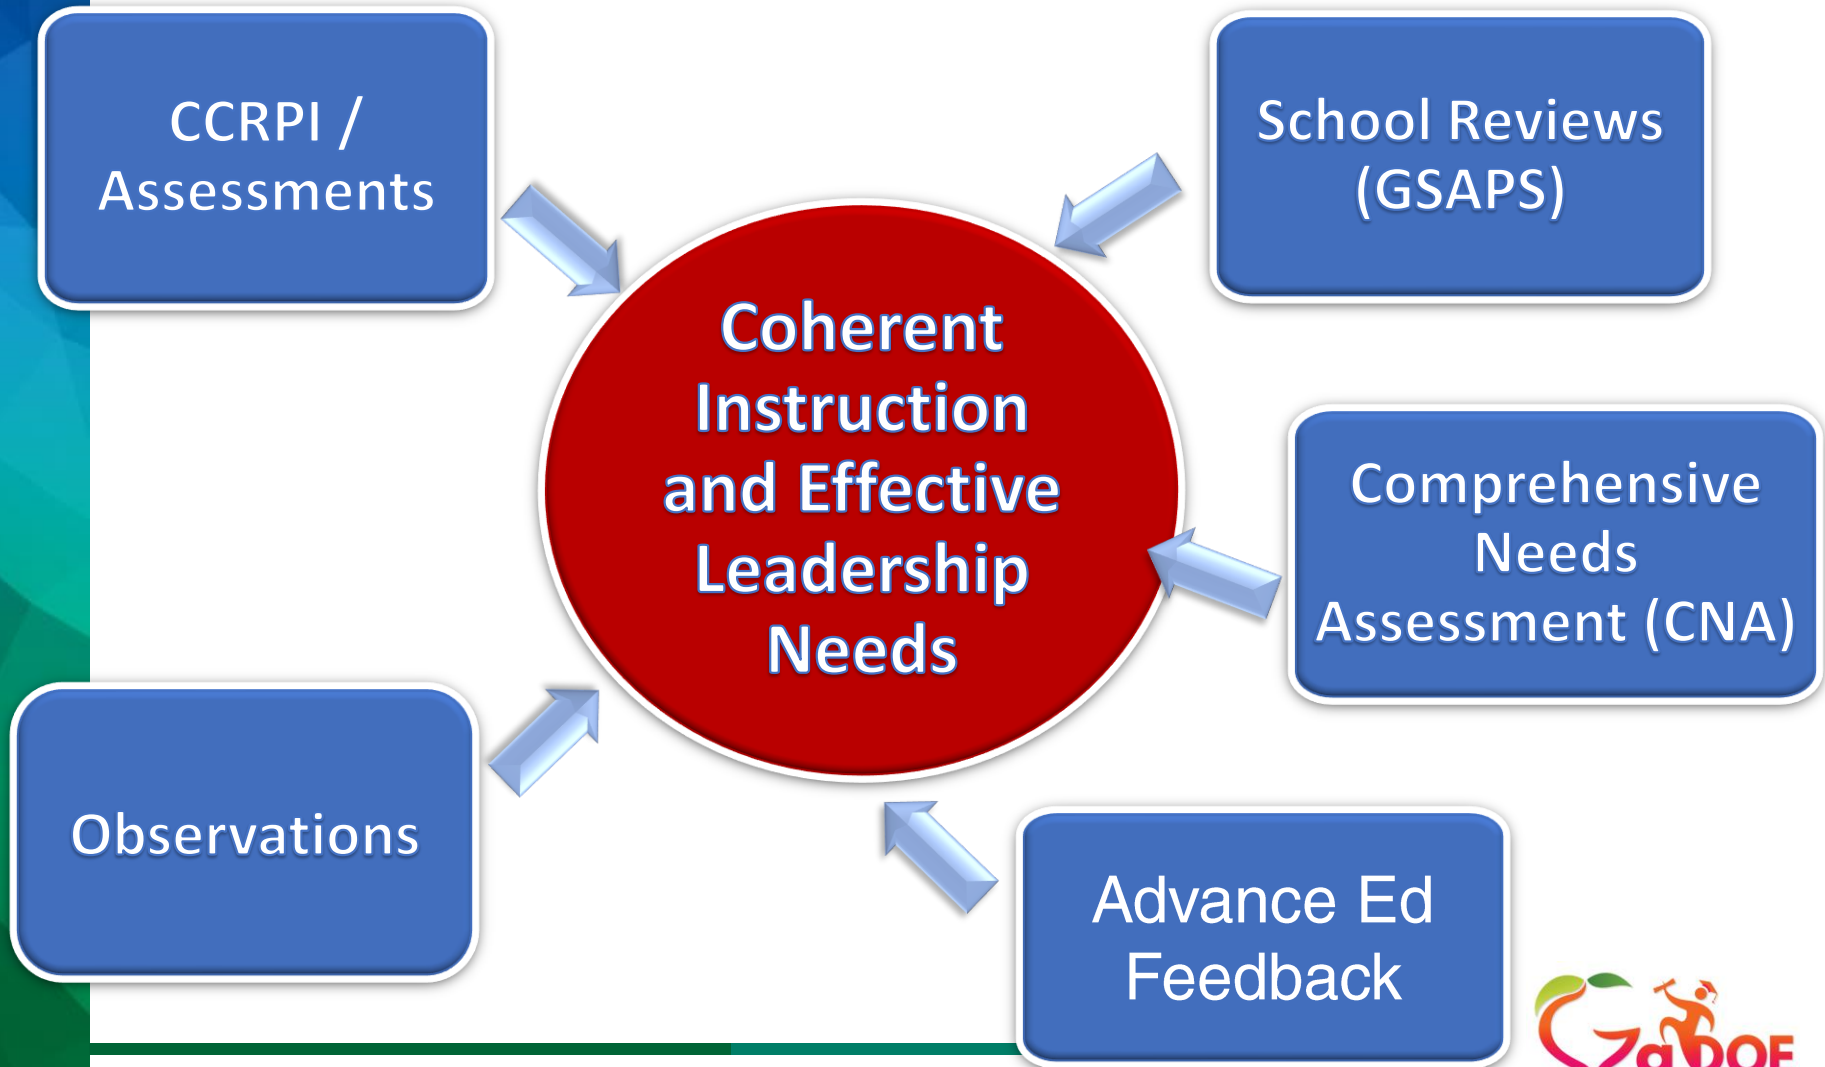 CCRPI /
Assessments
School Reviews
(GSAPS)
Coherent
Instruction
and Effective
Leadership
Needs
Comprehensive
Needs
Assessment (CNA)
Observations
Advance Ed
Feedback
GaDOE